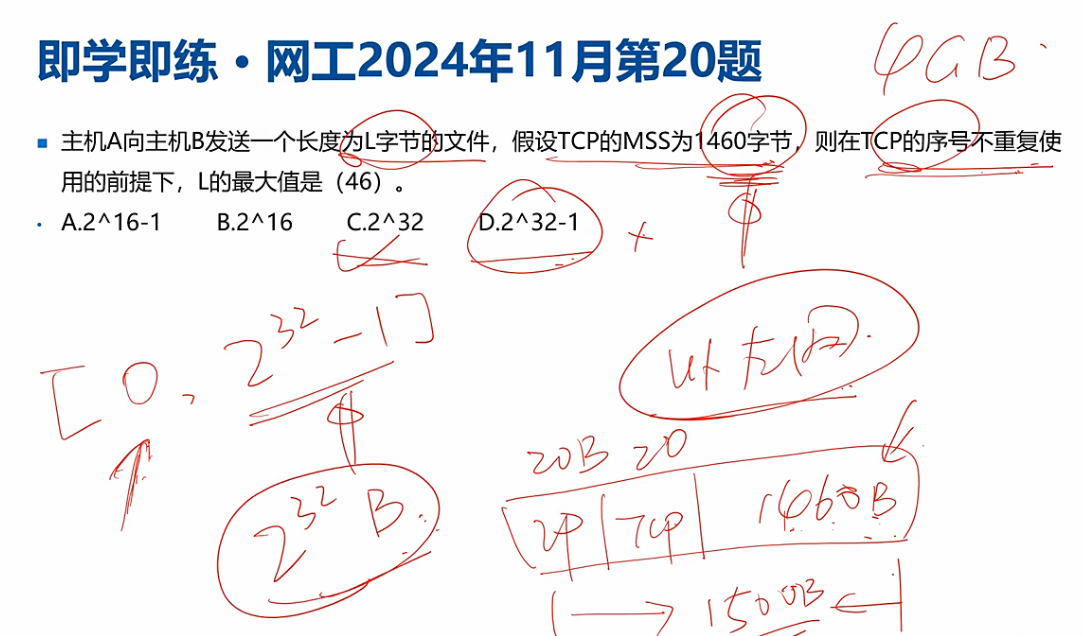 即学即练·网工2024年11月第20题
4GB
主机A向主机B发送一个长度为L字节的文件，假设TCP的MSS为1460字节，则在TCP的序号不重复使
用的前提下，L的最大值是（46）。
A.2^16-1 B.2^16 C.2^32 D.2^32-1
[0, 2^32-1]
2^32 B
20B 20
IP TCP 1460B
1500B